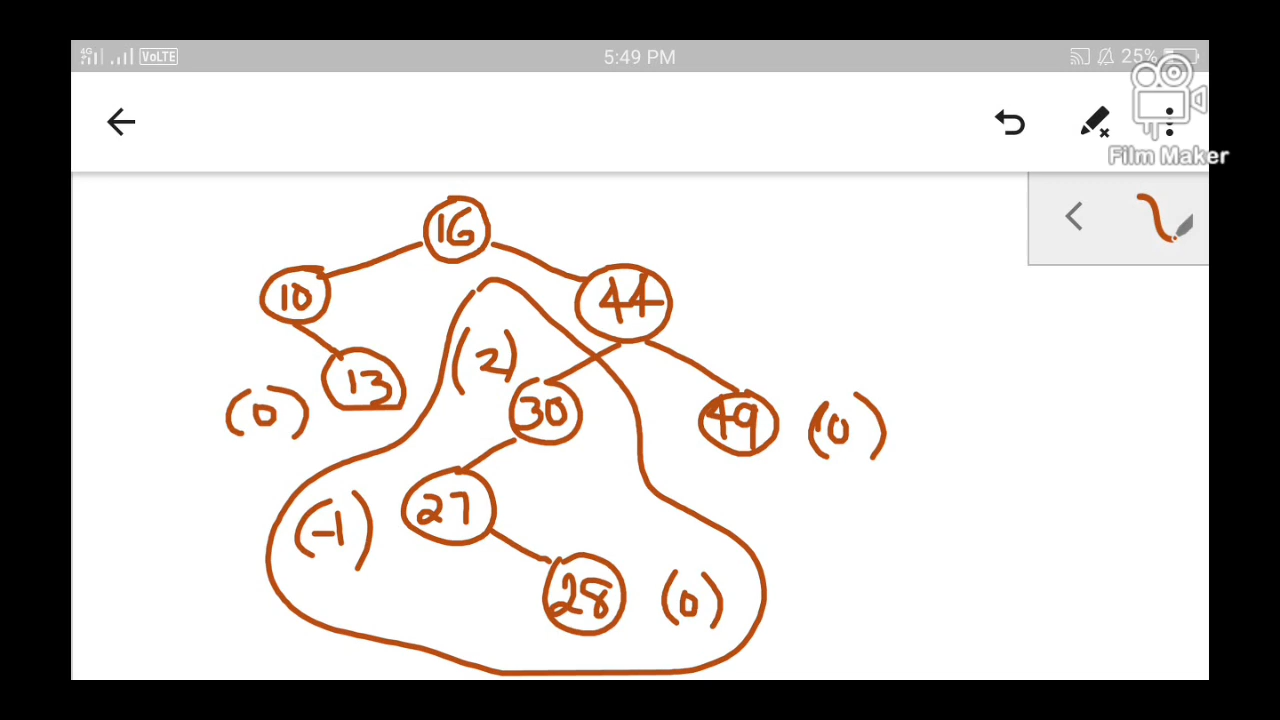 4G VoLTE 5:49 PM 25%
Film Maker
16
10 44
(2)
13
(0) 30 49 (0)
(-1) 27
28 (0)